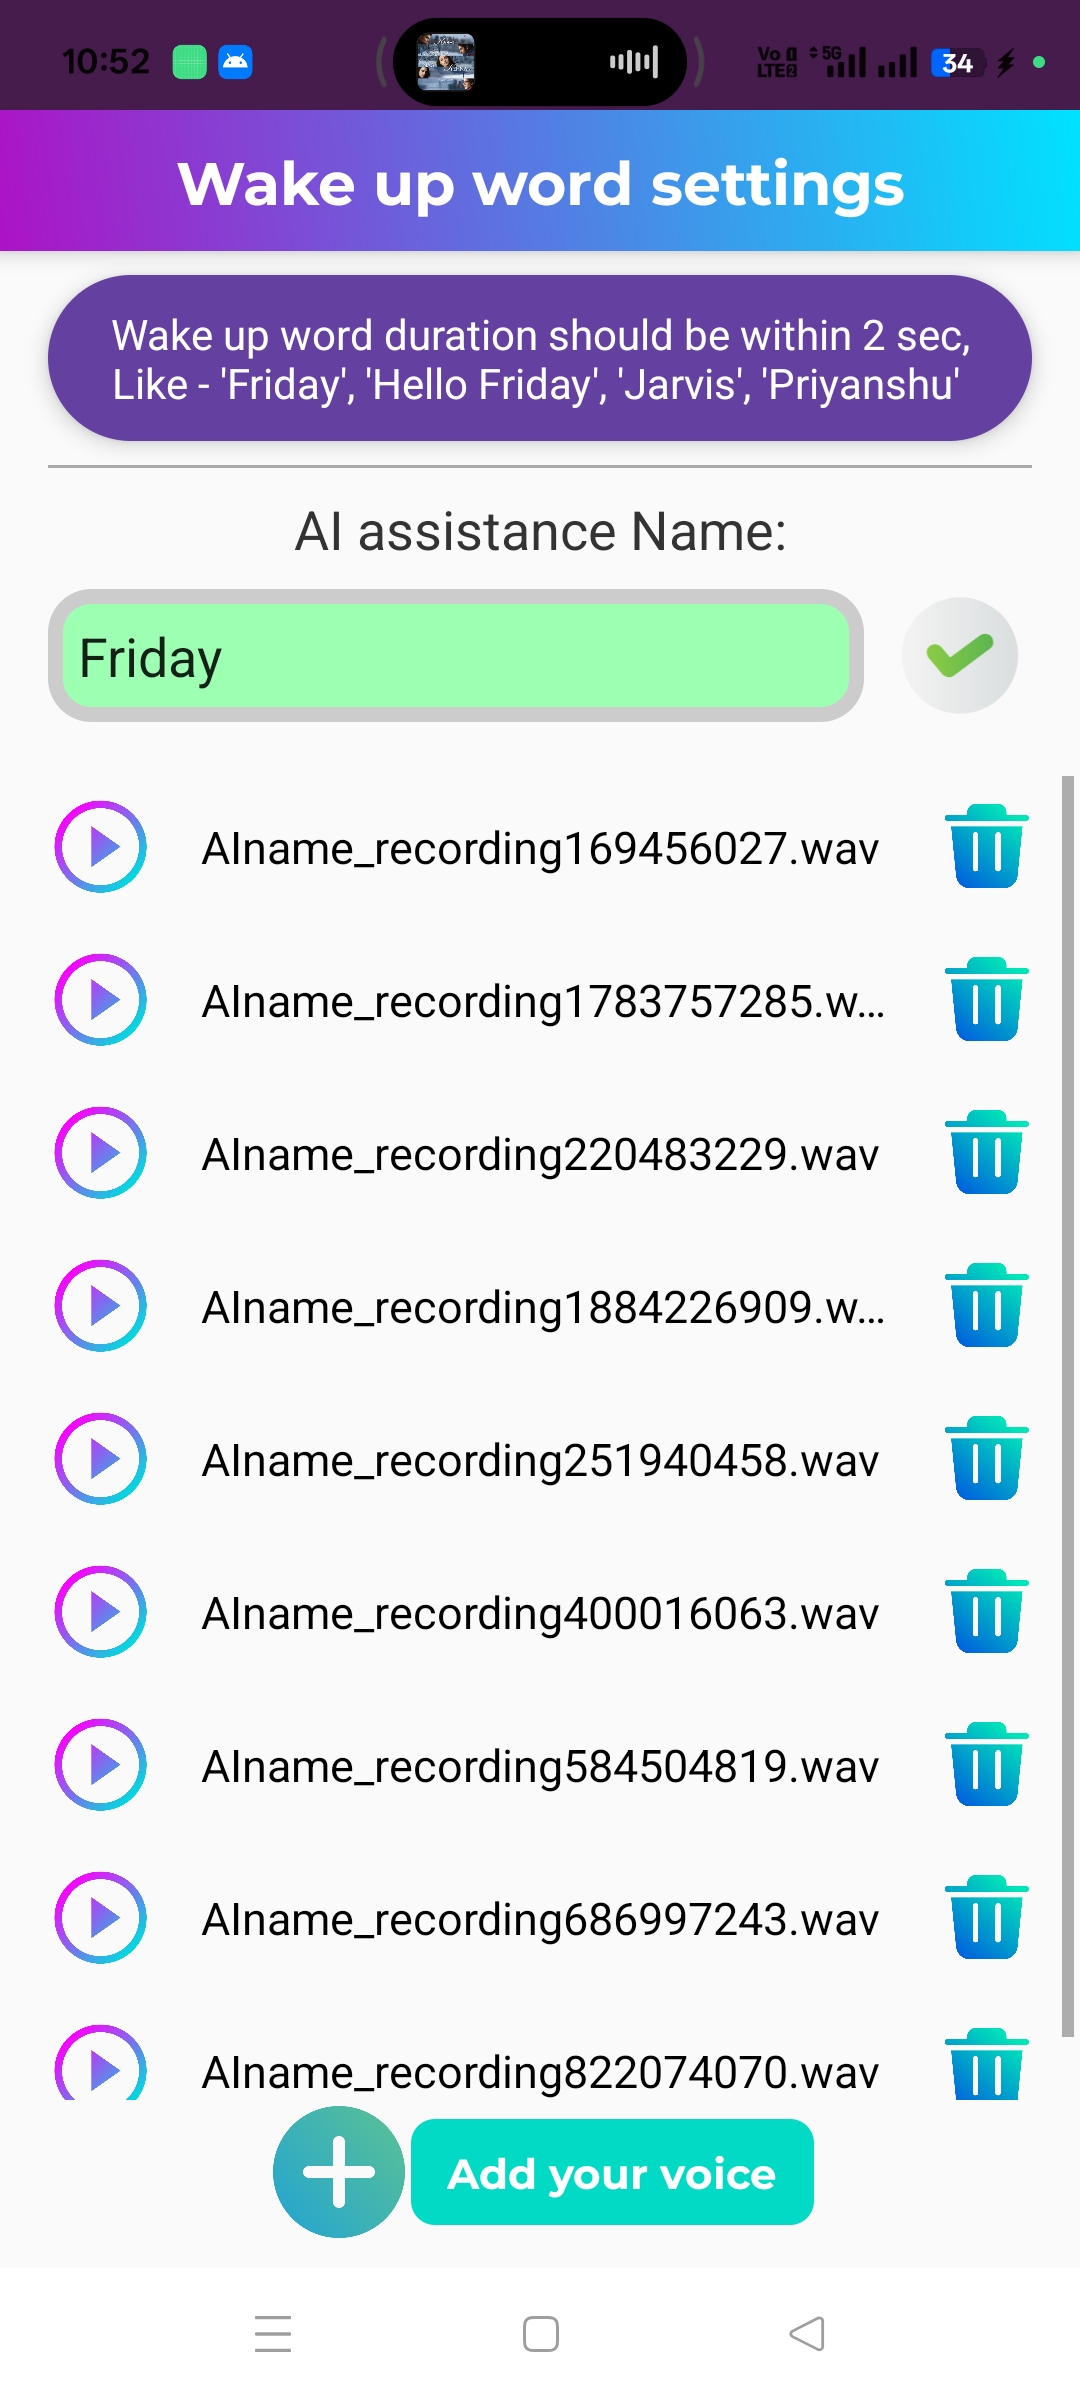 10:52
Vo 1
LTE 2
5G
34
Wake up word settings
Wake up word duration should be within 2 sec,
Like - 'Friday', 'Hello Friday', 'Jarvis', 'Priyanshu'
AI assistance Name:
Friday
AIname_recording169456027.wav
AIname_recording1783757285.w...
AIname_recording220483229.wav
AIname_recording1884226909.w...
AIname_recording251940458.wav
AIname_recording400016063.wav
AIname_recording584504819.wav
AIname_recording686997243.wav
AIname_recording822074070.wav
Add your voice